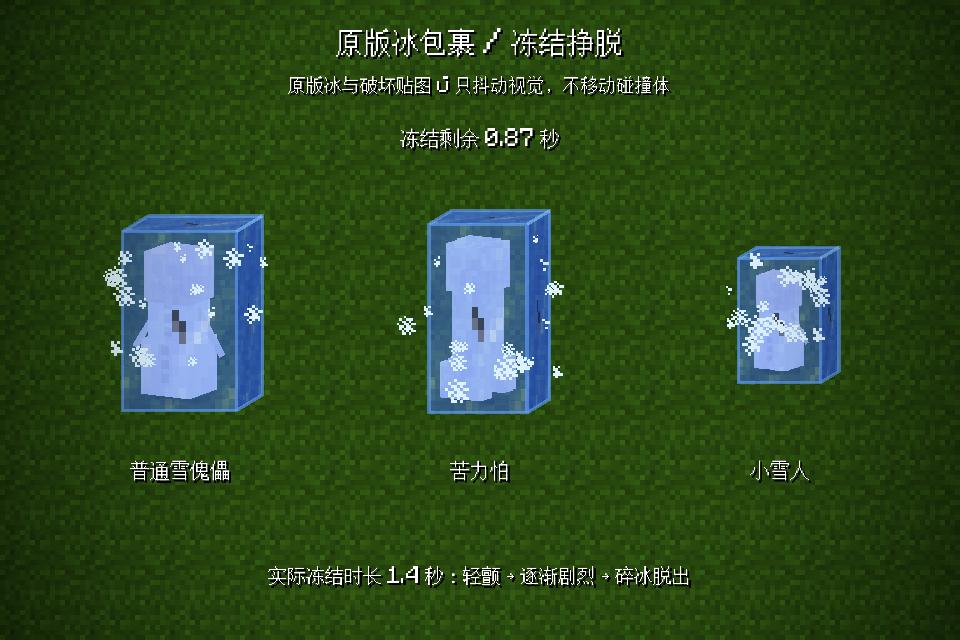 原版冰包裹 / 冻结挣脱
原版冰与破坏贴图 Ú 只抖动视觉，不移动碰撞体
冻结剩余 0.87 秒
普通雪傀儡
苦力怕
小雪人
实际冻结时长 1.4 秒：轻颤 → 逐渐剧烈 → 碎冰脱出